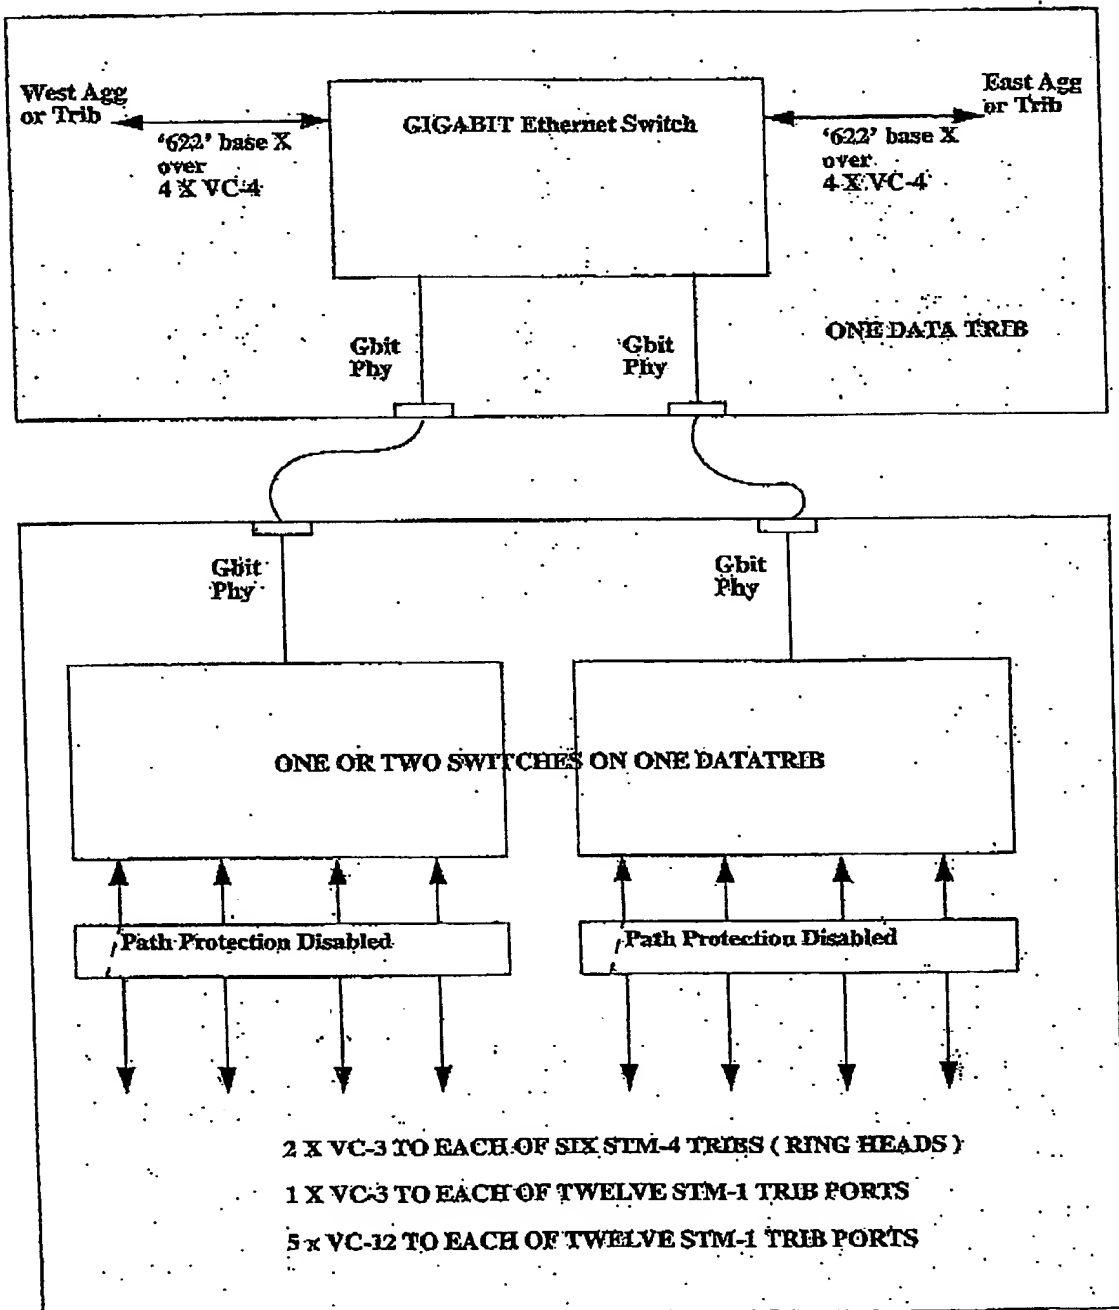 West Agg
or Trib
'622' base X
over
4 X VC-4
GIGABIT Ethernet Switch
East Agg
or Trib
'622' base X
over
4 X VC-4
ONE DATA TRIB
Gbit
Phy
Gbit
Phy
Gbit
Phy
Gbit
Phy
ONE OR TWO SWITCHES ON ONE DATATRIB
Path Protection Disabled
Path Protection Disabled
2 X VC-3 TO EACH OF SIX STM-4 TRIBS ( RING HEADS )
1 X VC-3 TO EACH OF TWELVE STM-1 TRIB PORTS
5 x VC-12 TO EACH OF TWELVE STM-1 TRIB PORTS